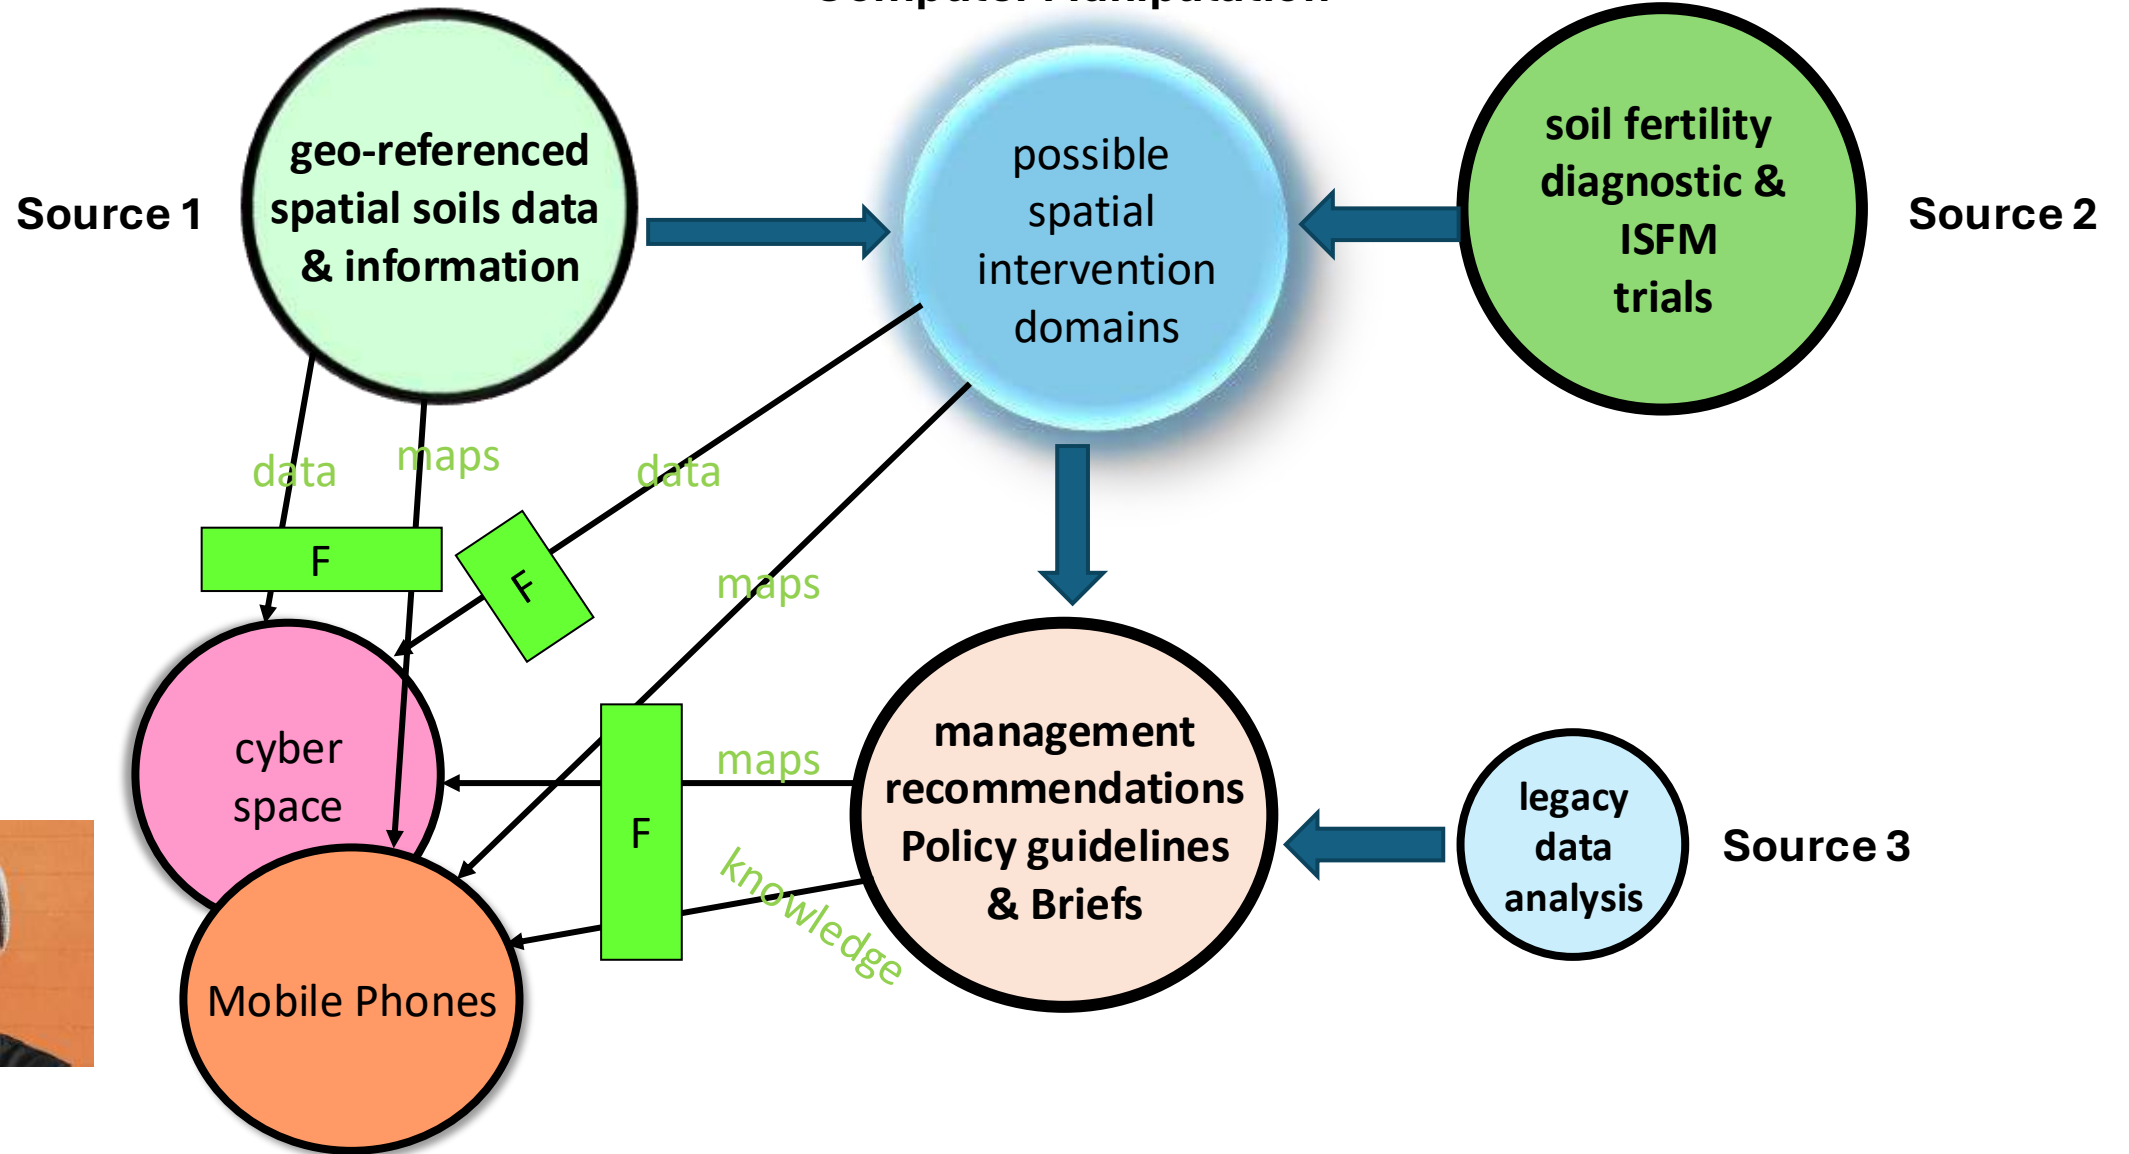 Computer Manipulation
Source 1
geo-referenced
spatial soils data
& information
possible
spatial
intervention
domains
soil fertility
diagnostic &
ISFM
trials
Source 2
data
maps
data
maps
F
F
F
maps
knowledge
cyber
space
Mobile Phones
management
recommendations
Policy guidelines
& Briefs
legacy
data
analysis
Source 3